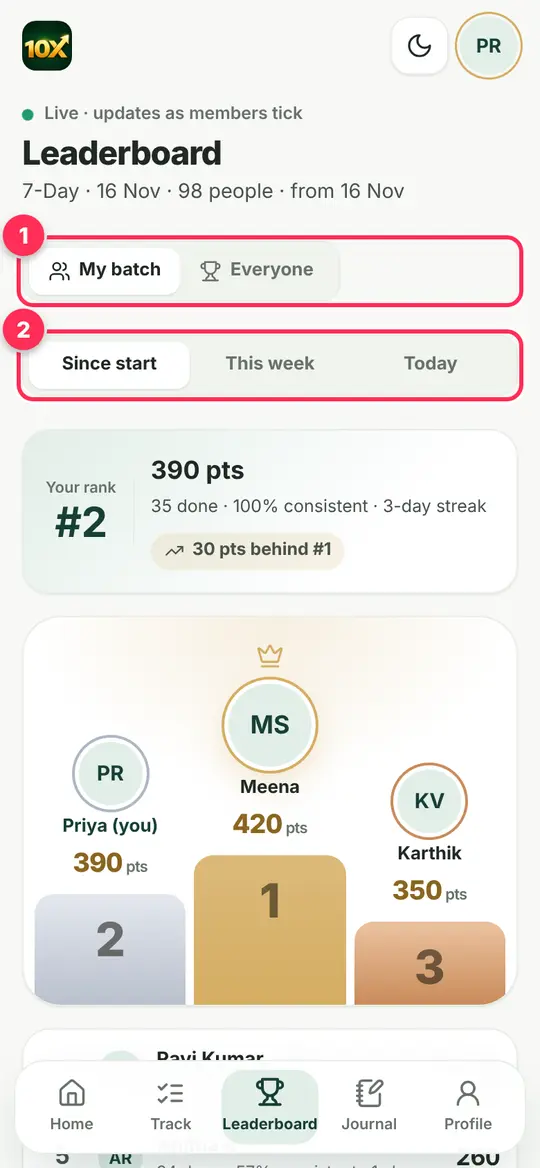 10X
PR
Live · updates as members tick
Leaderboard
7-Day · 16 Nov · 98 people · from 16 Nov
1
My batch Everyone
2
Since start This week Today
Your rank
#2
390 pts
35 done · 100% consistent · 3-day streak
30 pts behind #1
MS
Meena
420 pts
PR
Priya (you)
390 pts
KV
Karthik
350 pts
1
2
3
Ravi Kumar
Home Track Leaderboard Journal Profile
5 AR 260